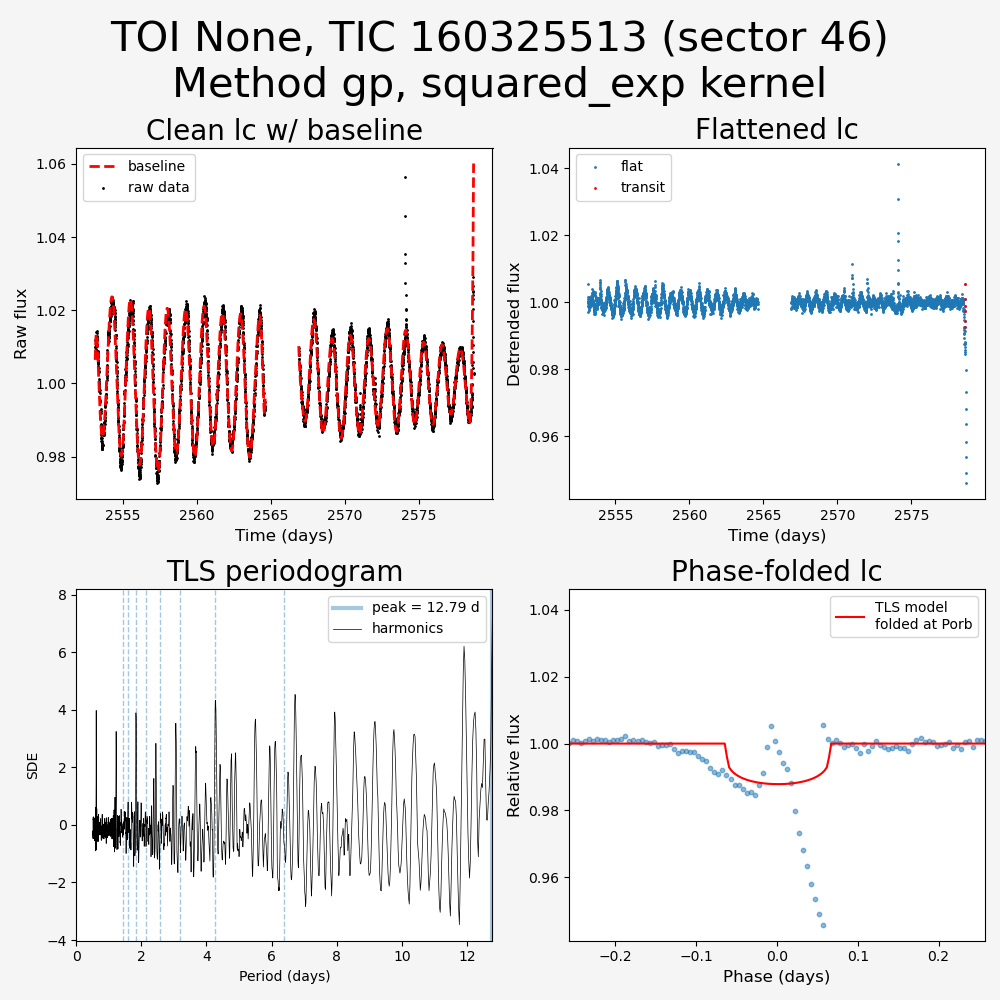 TOI None, TIC 160325513 (sector 46)
Method gp, squared_exp kernel
Clean lc w/ baseline
baseline
raw data
1.06
1.04
1.02
1.00
0.98
Raw flux
2555
2560
2565
2570
2575
Time (days)
Flattened lc
flat
transit
1.04
1.02
1.00
0.98
0.96
Detrended flux
2555
2560
2565
2570
2575
Time (days)
TLS periodogram
peak = 12.79 d
harmonics
8
6
4
2
0
−2
−4
SDE
0
2
4
6
8
10
12
Period (days)
Phase-folded lc
TLS model
folded at Porb
1.04
1.02
1.00
0.98
0.96
Relative flux
−0.2
−0.1
0.0
0.1
0.2
Phase (days)